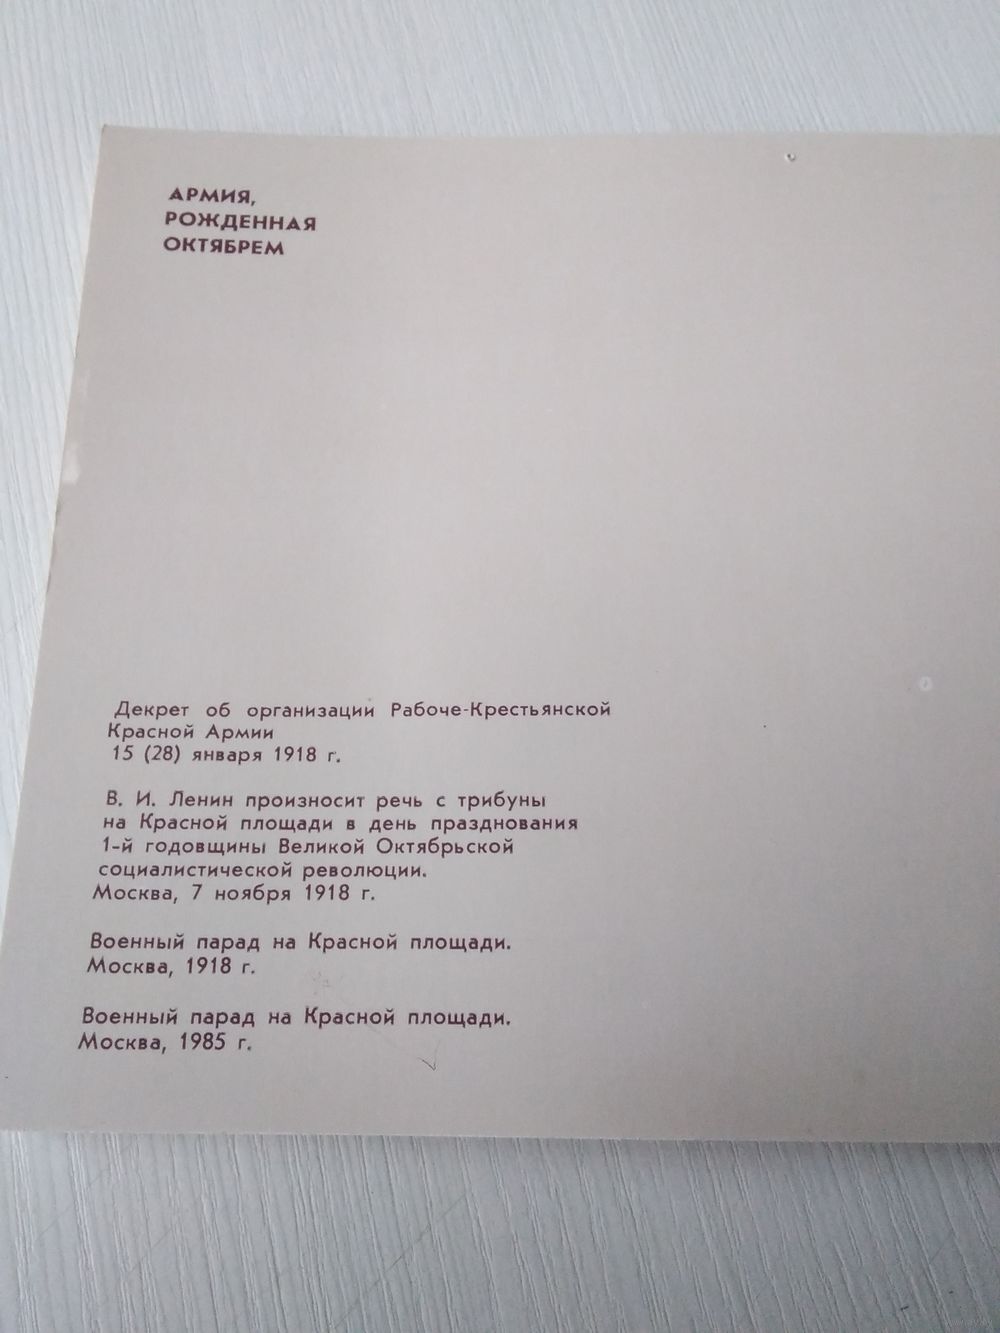 АРМИЯ,
РОЖДЕННАЯ
ОКТЯБРЕМ
Декрет об организации Рабоче-Крестьянской
Красной Армии
15 (28) января 1918 г.
В. И. Ленин произносит речь с трибуны
на Красной площади в день празднования
1-й годовщины Великой Октябрьской
социалистической революции.
Москва, 7 ноября 1918 г.
Военный парад на Красной площади.
Москва, 1918 г.
Военный парад на Красной площади.
Москва, 1985 г.